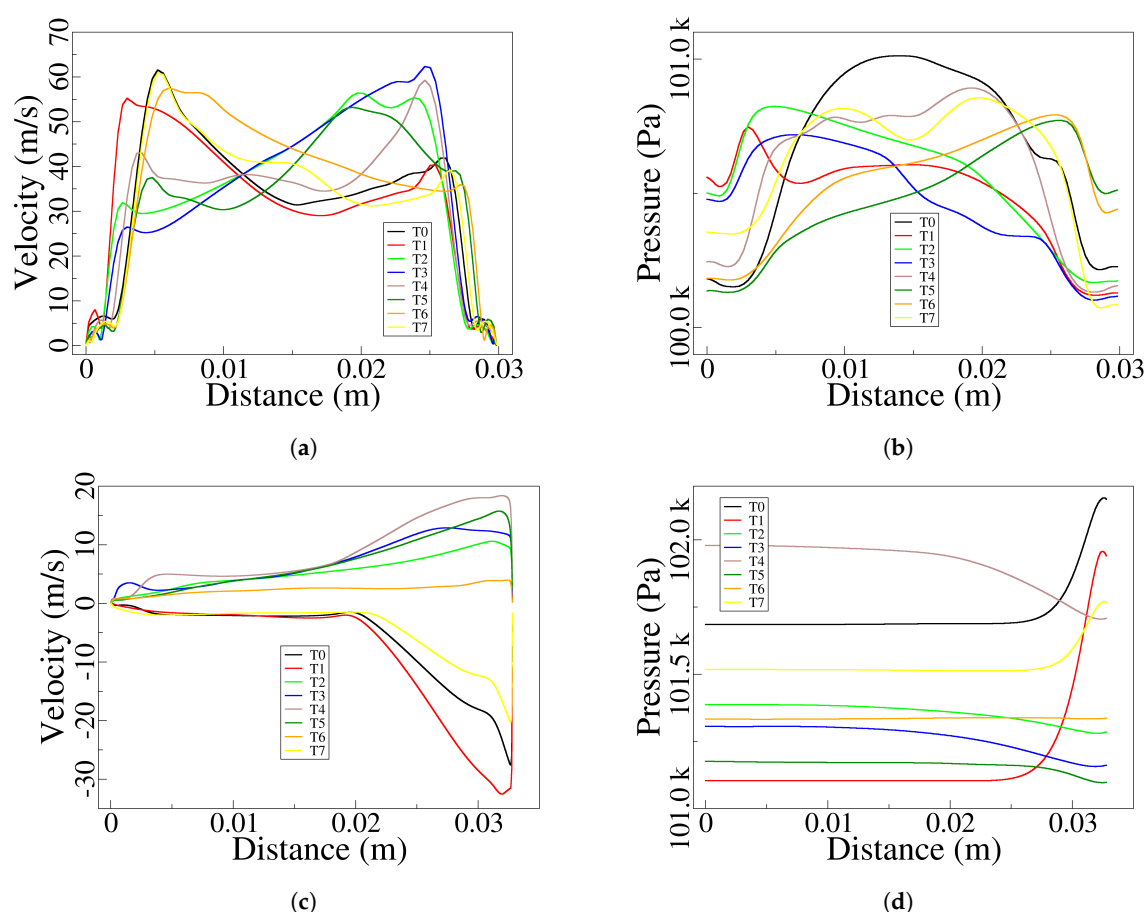 70
60
50
40
30
20
10
0
Velocity (m/s)
T0
T1
T2
T3
T4
T5
T6
T7
0 0.01 0.02 0.03
Distance (m)
(a)
101.0 k
100.0 k
Pressure (Pa)
T0
T1
T2
T3
T4
T5
T6
T7
0 0.01 0.02 0.03
Distance (m)
(b)
20
10
0
-10
-20
-30
Velocity (m/s)
T0
T1
T2
T3
T4
T5
T6
T7
0 0.01 0.02 0.03
Distance (m)
(c)
102.0 k
101.5 k
101.0 k
Pressure (Pa)
T0
T1
T2
T3
T4
T5
T6
T7
0 0.01 0.02 0.03
Distance (m)
(d)